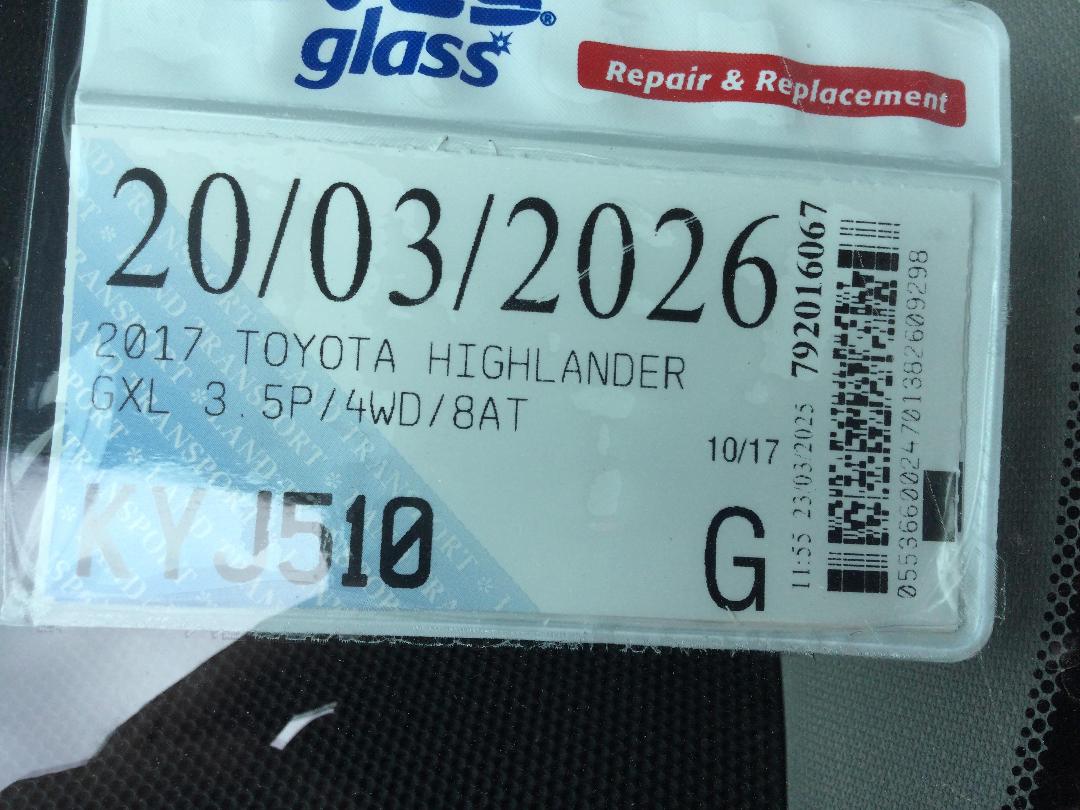 glass
Repair & Replacement
20/03/2026
2017 TOYOTA HIGHLANDER
GXL 3.5P/4WD/8AT
10/17
KYJ510
G
792016067
11:55 23/03/2025